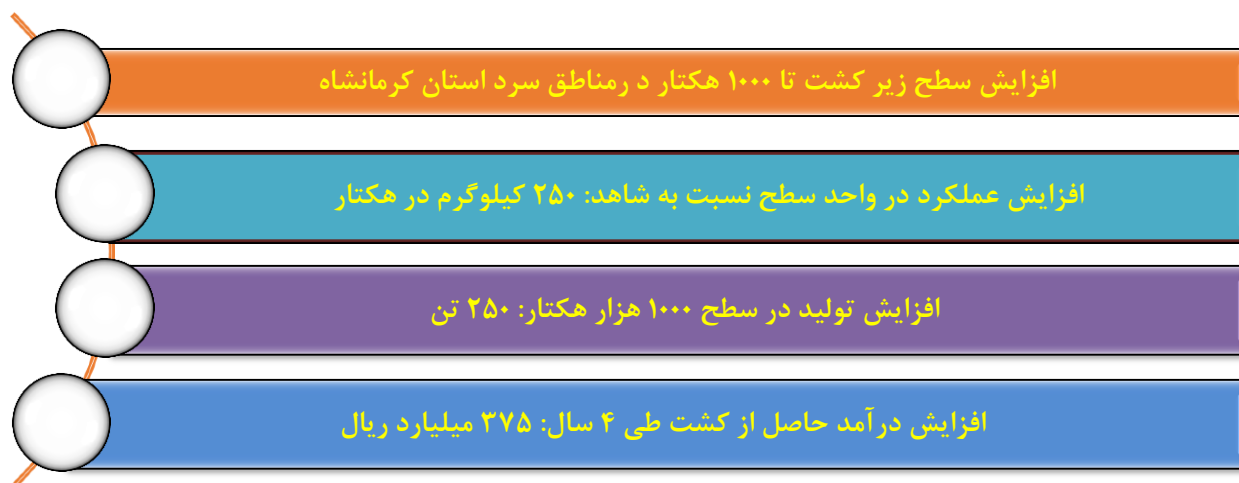 افزایش سطح زیر کشت تا ۱۰۰۰ هکتار د رمناطق سرد استان کرمانشاه
افزایش عملکرد در واحد سطح نسبت به شاهد: ۲۵۰ کیلوگرم در هکتار
افزایش تولید در سطح ۱۰۰۰ هزار هکتار: ۲۵۰ تن
افزایش درآمد حاصل از کشت طی ۴ سال: ۳۷۵ میلیارد ریال